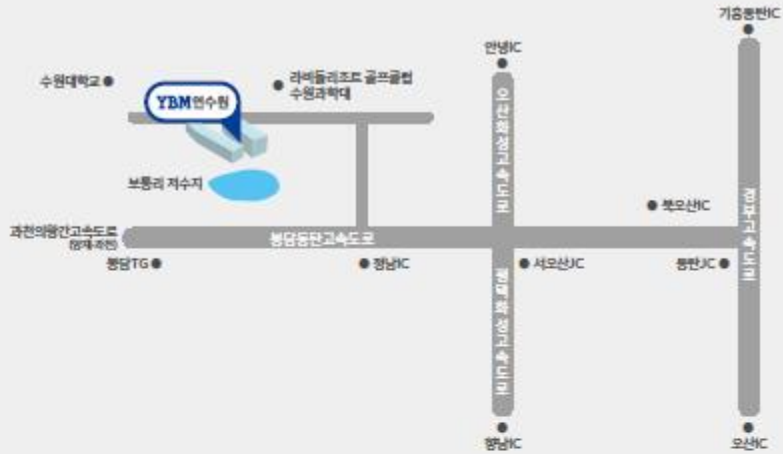 기흥동탄IC
안녕IC
수원대학교
YBM연수원
라비돌리조트 골프클럽
수원과학대
오산화성고속도로
보통리 저수지
경부고속도로
북오산IC
과천의왕간고속도로
봉담동탄고속도로
봉담TG
정남IC
서오산JC
동탄JC
평택화성고속도로
향남IC
오산IC